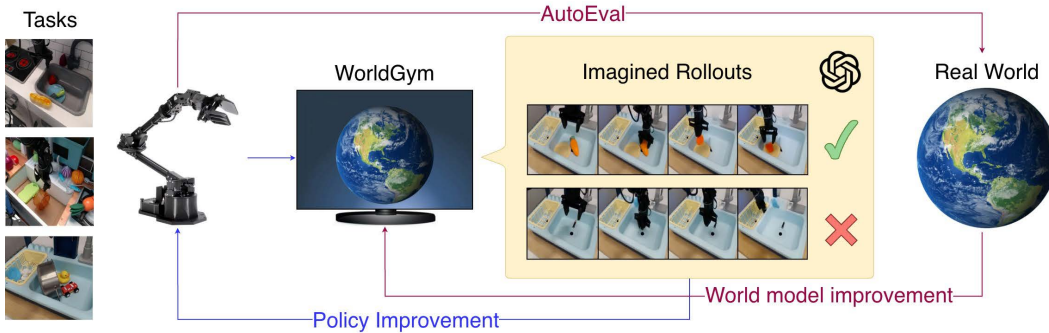 Tasks
AutoEval
WorldGym
Imagined Rollouts
Real World
World model improvement
Policy Improvement